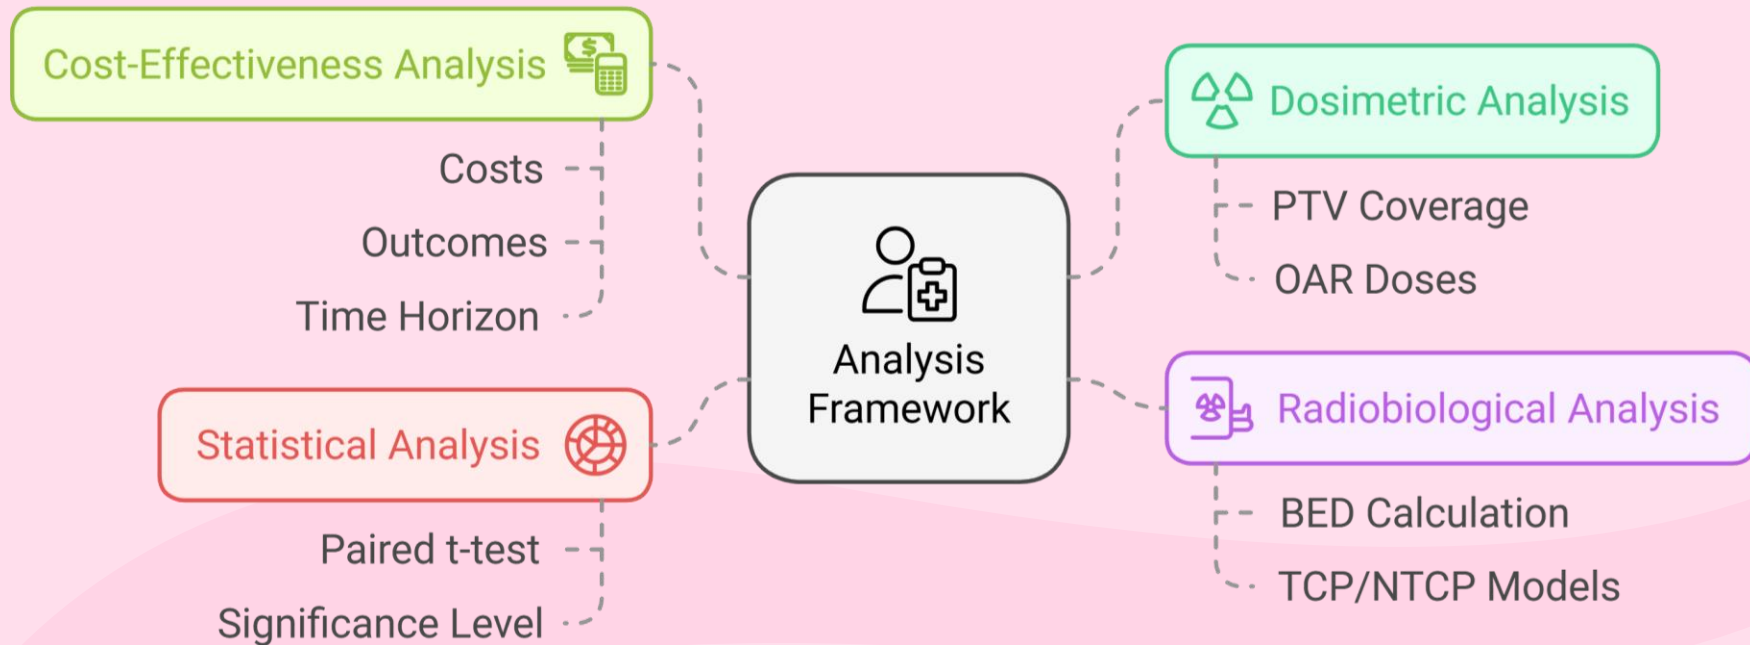 Cost-Effectiveness Analysis
Costs
Outcomes
Time Horizon
Statistical Analysis
Paired t-test
Significance Level
Analysis
Framework
Dosimetric Analysis
PTV Coverage
OAR Doses
Radiobiological Analysis
BED Calculation
TCP/NTCP Models